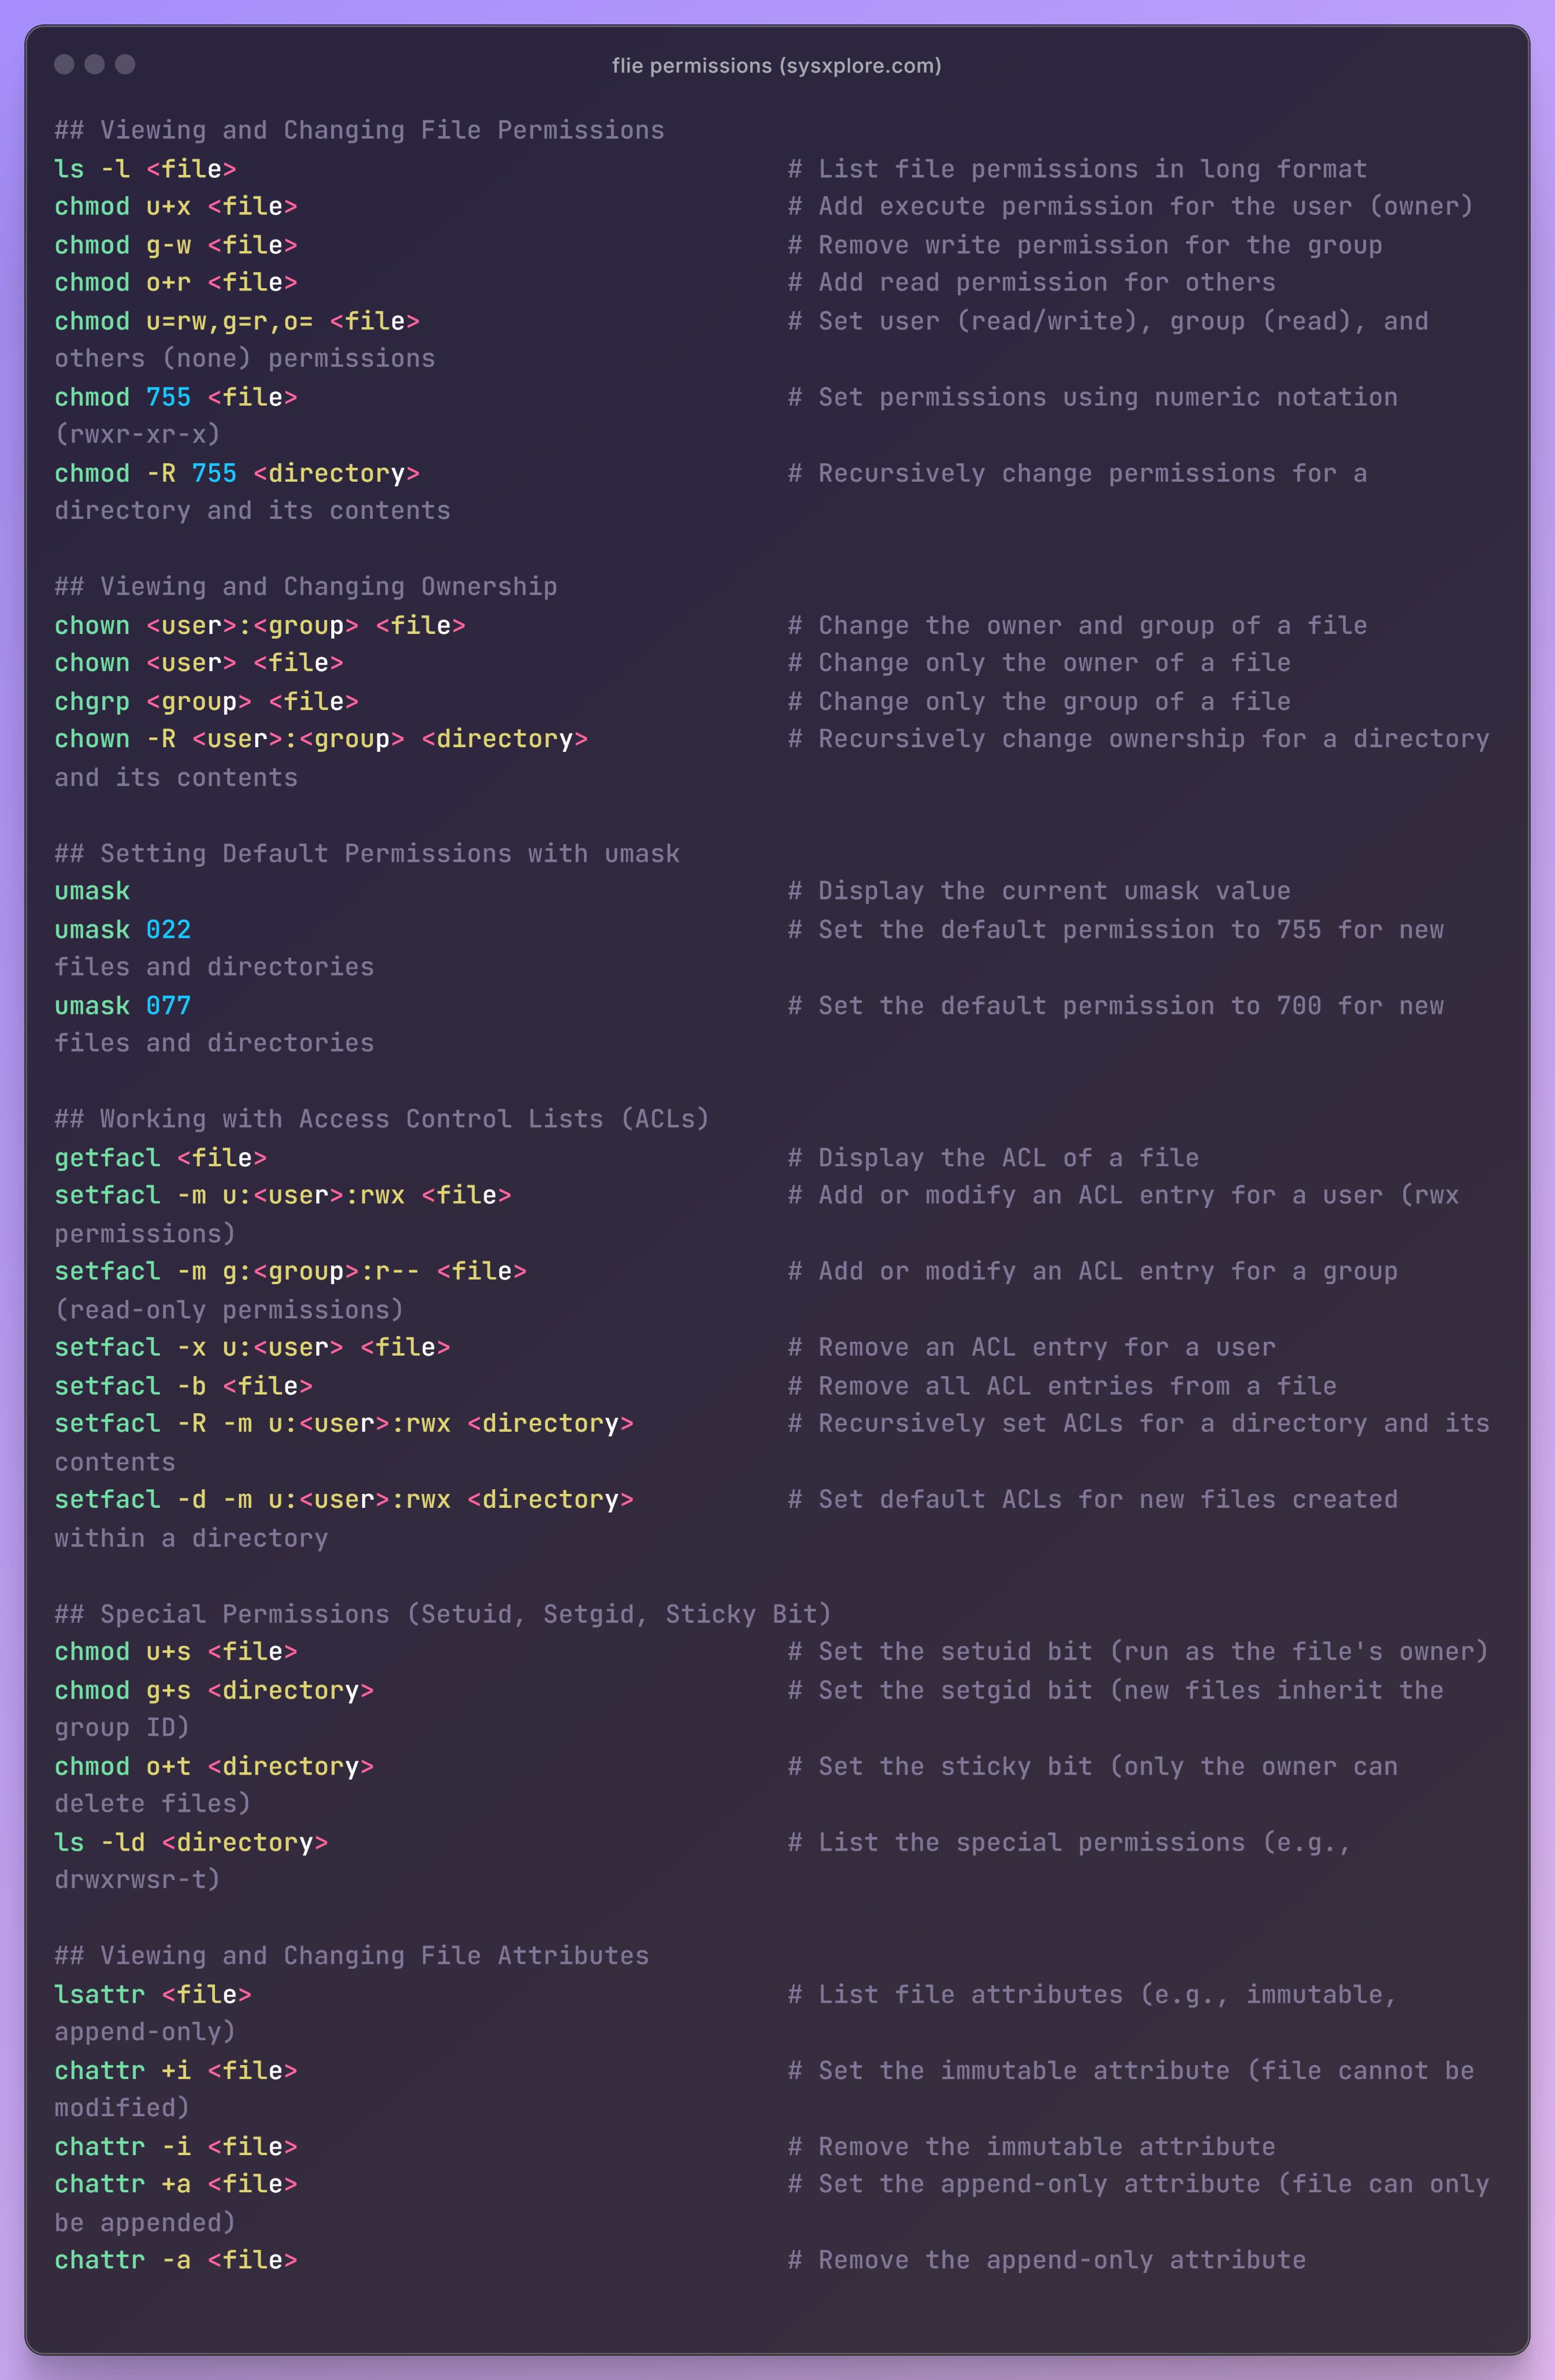 flie permissions (sysxplore.com)
## Viewing and Changing File Permissions
ls -l <file> # List file permissions in long format
chmod u+x <file> # Add execute permission for the user (owner)
chmod g-w <file> # Remove write permission for the group
chmod o+r <file> # Add read permission for others
chmod u=rw,g=r,o= <file> # Set user (read/write), group (read), and
others (none) permissions
chmod 755 <file> # Set permissions using numeric notation
(rwxr-xr-x)
chmod -R 755 <directory> # Recursively change permissions for a
directory and its contents
## Viewing and Changing Ownership
chown <user>:<group> <file> # Change the owner and group of a file
chown <user> <file> # Change only the owner of a file
chgrp <group> <file> # Change only the group of a file
chown -R <user>:<group> <directory> # Recursively change ownership for a directory
and its contents
## Setting Default Permissions with umask
umask # Display the current umask value
umask 022 # Set the default permission to 755 for new
files and directories
umask 077 # Set the default permission to 700 for new
files and directories
## Working with Access Control Lists (ACLs)
getfacl <file> # Display the ACL of a file
setfacl -m u:<user>:rwx <file> # Add or modify an ACL entry for a user (rwx
permissions)
setfacl -m g:<group>:r-- <file> # Add or modify an ACL entry for a group
(read-only permissions)
setfacl -x u:<user> <file> # Remove an ACL entry for a user
setfacl -b <file> # Remove all ACL entries from a file
setfacl -R -m u:<user>:rwx <directory> # Recursively set ACLs for a directory and its
contents
setfacl -d -m u:<user>:rwx <directory> # Set default ACLs for new files created
within a directory
## Special Permissions (Setuid, Setgid, Sticky Bit)
chmod u+s <file> # Set the setuid bit (run as the file's owner)
chmod g+s <directory> # Set the setgid bit (new files inherit the
group ID)
chmod o+t <directory> # Set the sticky bit (only the owner can
delete files)
ls -ld <directory> # List the special permissions (e.g.,
drwxrwsr-t)
## Viewing and Changing File Attributes
lsattr <file> # List file attributes (e.g., immutable,
append-only)
chattr +i <file> # Set the immutable attribute (file cannot be
modified)
chattr -i <file> # Remove the immutable attribute
chattr +a <file> # Set the append-only attribute (file can only
be appended)
chattr -a <file> # Remove the append-only attribute